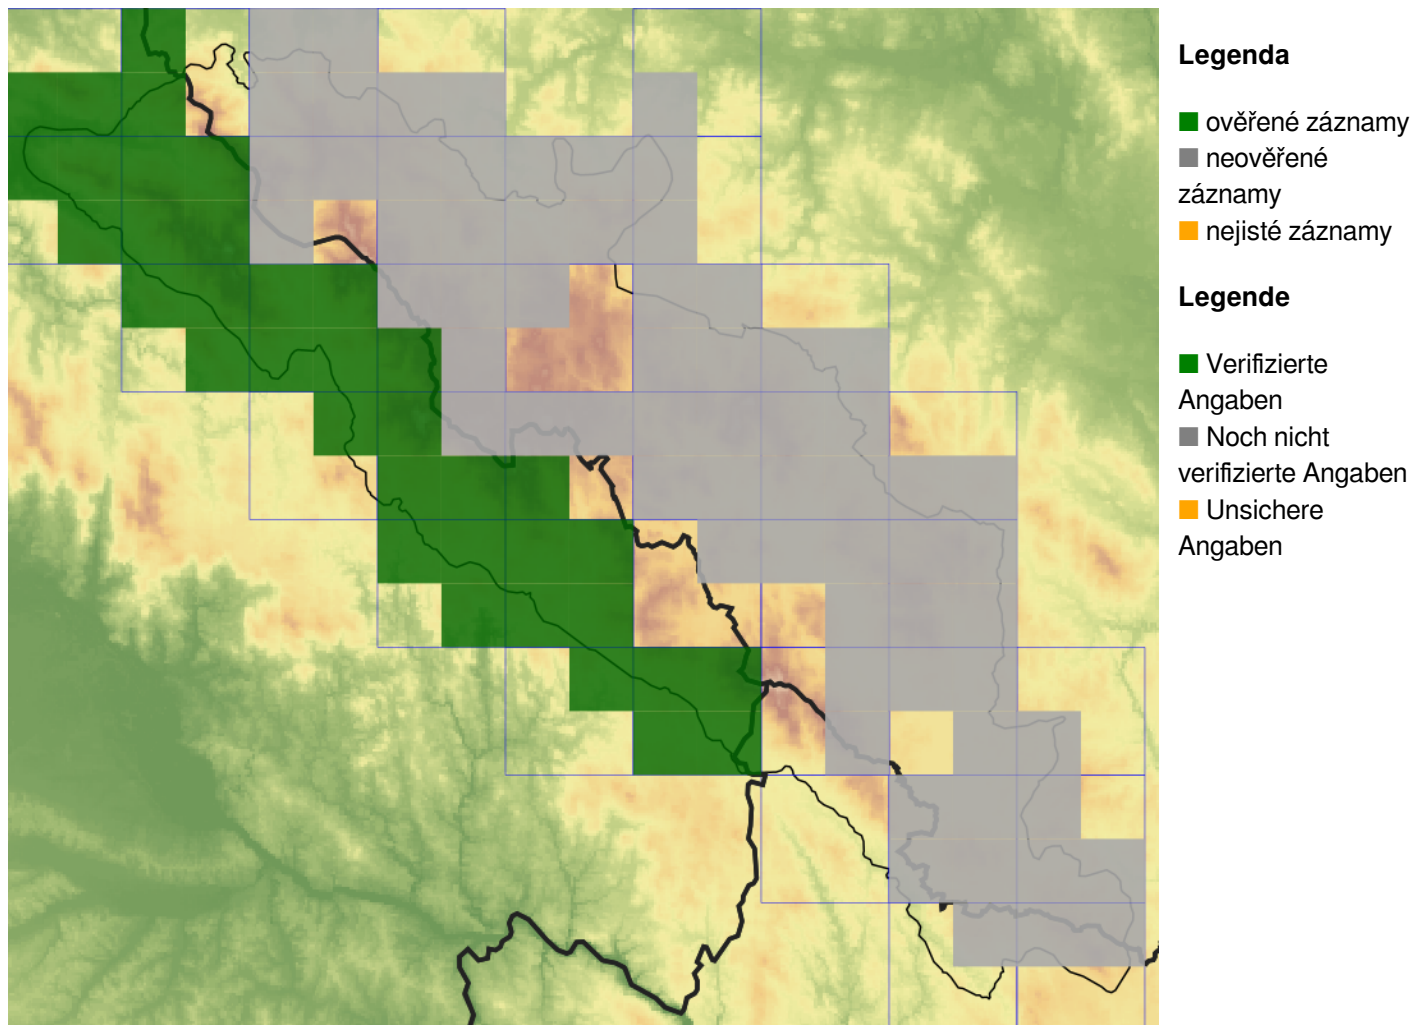 Legenda
ověřené záznamy
neověřené
záznamy
nejisté záznamy
Legende
Verifizierte
Angaben
Noch nicht
verifizierte Angaben
Unsichere
Angaben